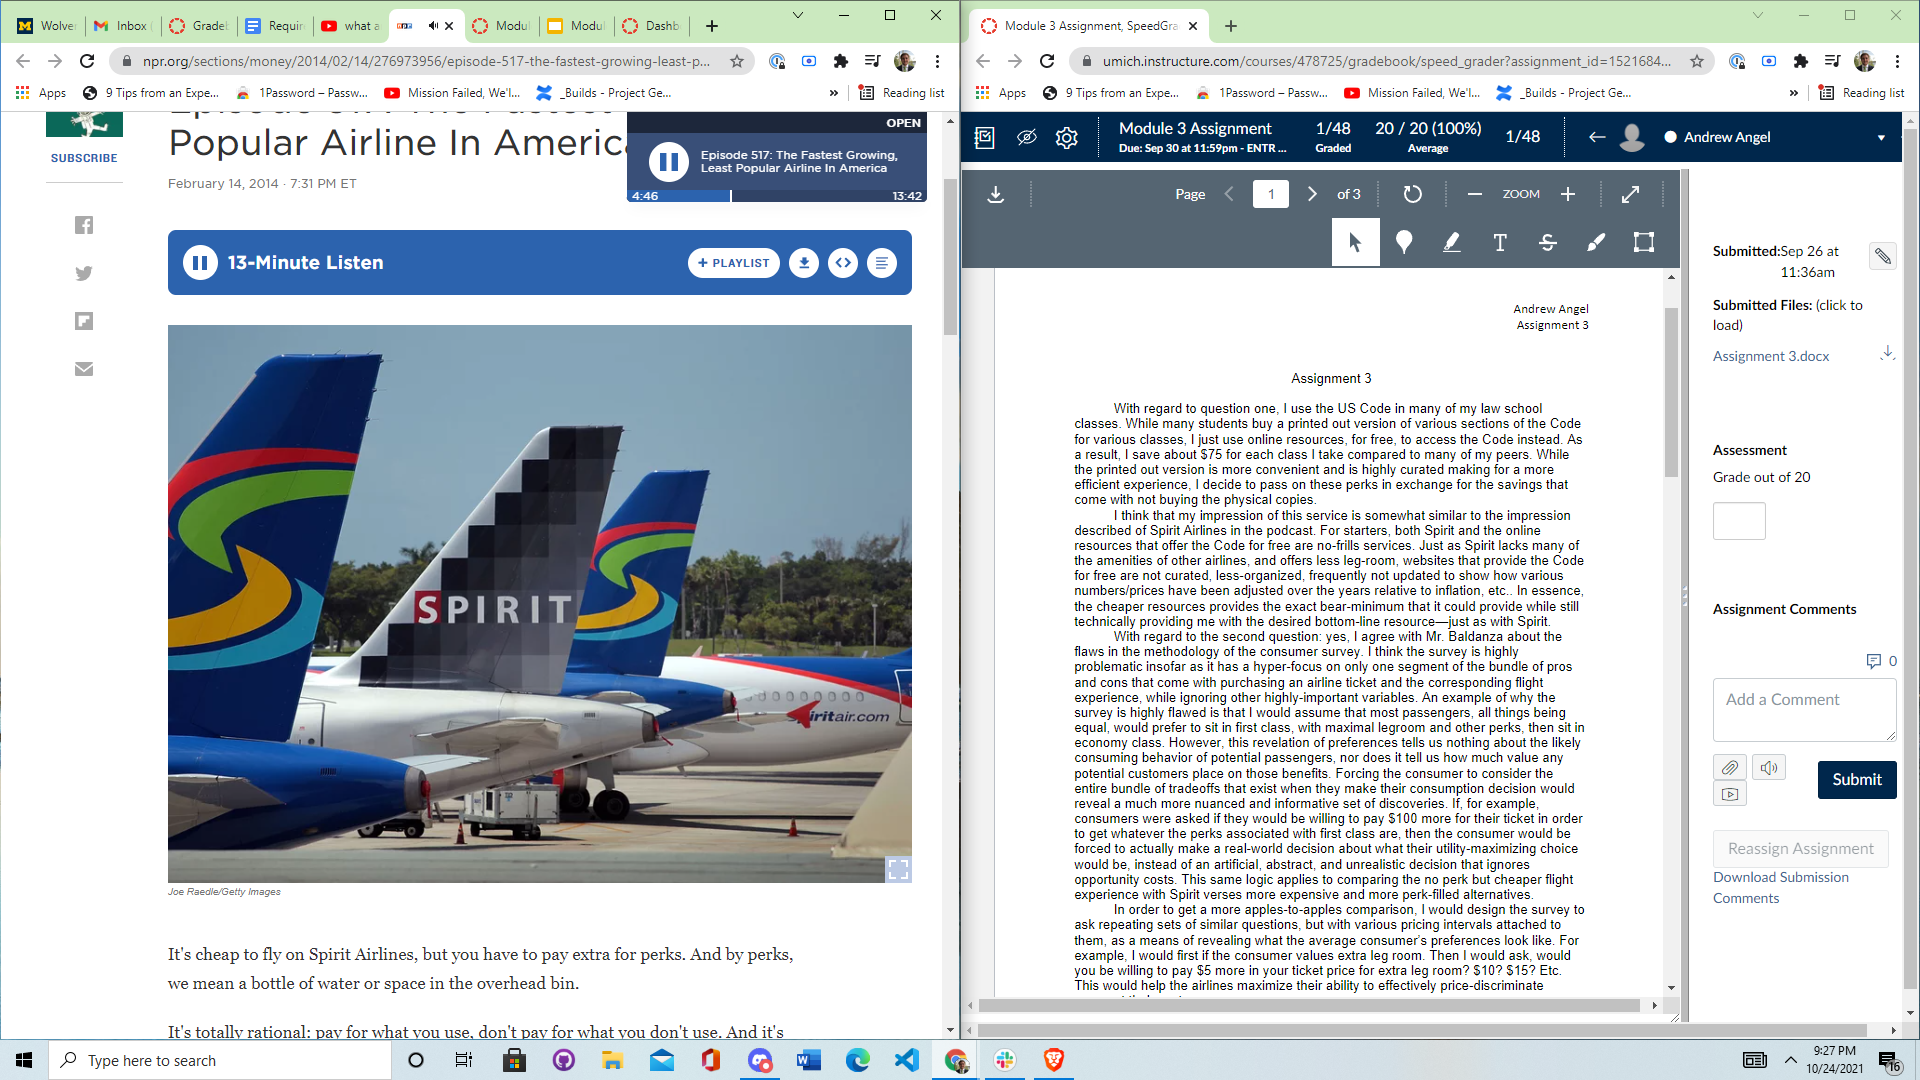 Wolver
Inbox (
Gradeb
Requir
what a
Modul
Modul
Dashb
npr.org/sections/money/2014/02/14/276973956/episode-517-the-fastest-growing-least-p...
Apps
9 Tips from an Expe...
1Password – Passw...
Mission Failed, We'l...
_Builds - Project Ge...
»
Reading list
SUBSCRIBE
Popular Airline In America
February 14, 2014 · 7:31 PM ET
OPEN
Episode 517: The Fastest Growing,
Least Popular Airline In America
4:46
13:42
13-Minute Listen
+ PLAYLIST
SPIRIT
spiritair.com
Joe Raedle/Getty Images
It's cheap to fly on Spirit Airlines, but you have to pay extra for perks. And by perks,
we mean a bottle of water or space in the overhead bin.
It's totally rational: pay for what you use, don't pay for what you don't use. And it's
Module 3 Assignment, SpeedGra
umich.instructure.com/courses/478725/gradebook/speed_grader?assignment_id=1521684...
Apps
9 Tips from an Expe...
1Password – Passw...
Mission Failed, We'l...
_Builds - Project Ge...
»
Reading list
Module 3 Assignment
Due: Sep 30 at 11:59pm - ENTR ...
1/48
Graded
20 / 20 (100%)
Average
1/48
Andrew Angel
Page
1
of 3
ZOOM
Andrew Angel
Assignment 3
Assignment 3
With regard to question one, I use the US Code in many of my law school
classes. While many students buy a printed out version of various sections of the Code
for various classes, I just use online resources, for free, to access the Code instead. As
a result, I save about $75 for each class I take compared to many of my peers. While
the printed out version is more convenient and is highly curated making for a more
efficient experience, I decide to pass on these perks in exchange for the savings that
come with not buying the physical copies.
I think that my impression of this service is somewhat similar to the impression
described of Spirit Airlines in the podcast. For starters, both Spirit and the online
resources that offer the Code for free are no-frills services. Just as Spirit lacks many of
the amenities of other airlines, and offers less leg-room, websites that provide the Code
for free are not curated, less-organized, frequently not updated to show how various
numbers/prices have been adjusted over the years relative to inflation, etc.. In essence,
the cheaper resources provides the exact bear-minimum that it could provide while still
technically providing me with the desired bottom-line resource—just as with Spirit.
With regard to the second question: yes, I agree with Mr. Baldanza about the
flaws in the methodology of the consumer survey. I think the survey is highly
problematic insofar as it has a hyper-focus on only one segment of the bundle of pros
and cons that come with purchasing an airline ticket and the corresponding flight
experience, while ignoring other highly-important variables. An example of why the
survey is highly flawed is that I would assume that most passengers, all things being
equal, would prefer to sit in first class, with maximal legroom and other perks, then sit in
economy class. However, this revelation of preferences tells us nothing about the likely
consuming behavior of potential passengers, nor does it tell us how much value any
potential customers place on those benefits. Forcing the consumer to consider the
entire bundle of tradeoffs that exist when they make their consumption decision would
reveal a much more nuanced and informative set of discoveries. If, for example,
consumers were asked if they would be willing to pay $100 more for their ticket in order
to get whatever the perks associated with first class are, then the consumer would be
forced to actually make a real-world decision about what their utility-maximizing choice
would be, instead of an artificial, abstract, and unrealistic decision that ignores
opportunity costs. This same logic applies to comparing the no perk but cheaper flight
experience with Spirit verses more expensive and more perk-filled alternatives.
In order to get a more apples-to-apples comparison, I would design the survey to
ask repeating sets of similar questions, but with various pricing intervals attached to
them, as a means of revealing what the average consumer's preferences look like. For
example, I would first if the consumer values extra leg room. Then I would ask, would
you be willing to pay $5 more in your ticket price for extra leg room? $10? $15? Etc.
This would help the airlines maximize their ability to effectively price-discriminate
Submitted: Sep 26 at
11:36am
Submitted Files: (click to
load)
Assignment 3.docx
Assessment
Grade out of 20
Assignment Comments
0
Add a Comment
Submit
Reassign Assignment
Download Submission
Comments
Type here to search
9:27 PM
10/24/2021
16